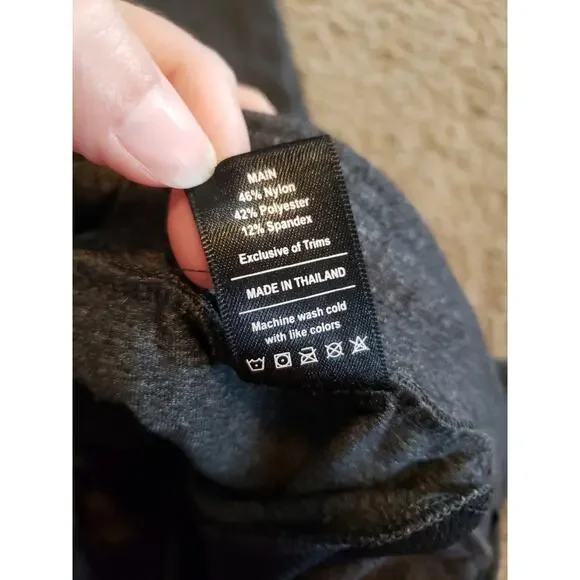 MAIN
46% Nylon
42% Polyester
12% Spandex
Exclusive of Trims
MADE IN THAILAND
Machine wash cold
with like colors